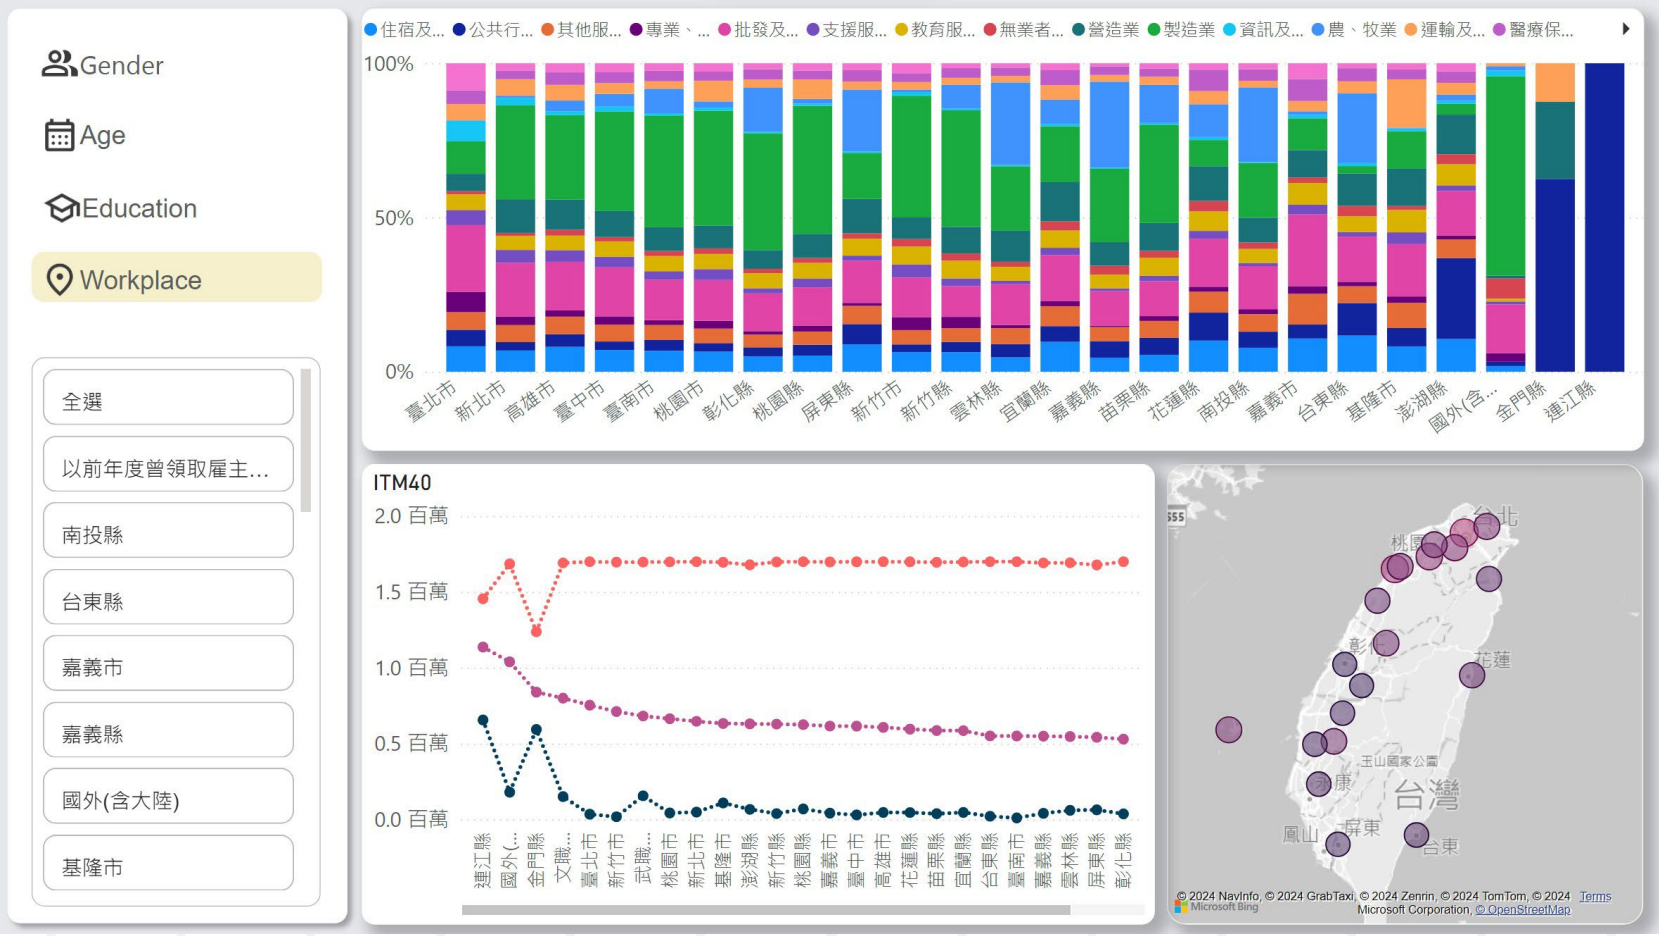 Gender
Age
Education
Workplace
全選
以前年度曾領取雇主...
南投縣
台東縣
嘉義市
嘉義縣
國外(含大陸)
基隆市
住宿及... 公共行... 其他服... 專業、... 批發及... 支援服... 教育服... 無業者... 營造業 製造業 資訊及... 農、牧業 運輸及... 醫療保...
100%
50%
0%
臺北市 新北市 高雄市 臺中市 臺南市 桃園市 彰化縣 桃園縣 屏東縣 新竹市 新竹縣 雲林縣 宜蘭縣 嘉義縣 苗栗縣 花蓮縣 南投縣 嘉義市 台東縣 基隆市 澎湖縣 國外(含... 金門縣 連江縣
ITM40
2.0 百萬
1.5 百萬
1.0 百萬
0.5 百萬
0.0 百萬
連江縣 國外(... 金門縣 文職... 臺北市 新竹市 武職... 桃園市 新北市 基隆市 澎湖縣 新竹縣 桃園縣 嘉義市 臺中市 高雄市 花蓮縣 苗栗縣 宜蘭縣 台東縣 臺南市 嘉義縣 雲林縣 屏東縣 彰化縣
S55
台北
桃園
彰化
花蓮
玉山國家公園
永康
台灣
鳳山
屏東
台東
© 2024 NavInfo, © 2024 GrabTaxi, © 2024 Zenrin, © 2024 TomTom, © 2024 Terms
Microsoft Bing
Microsoft Corporation, © OpenStreetMap